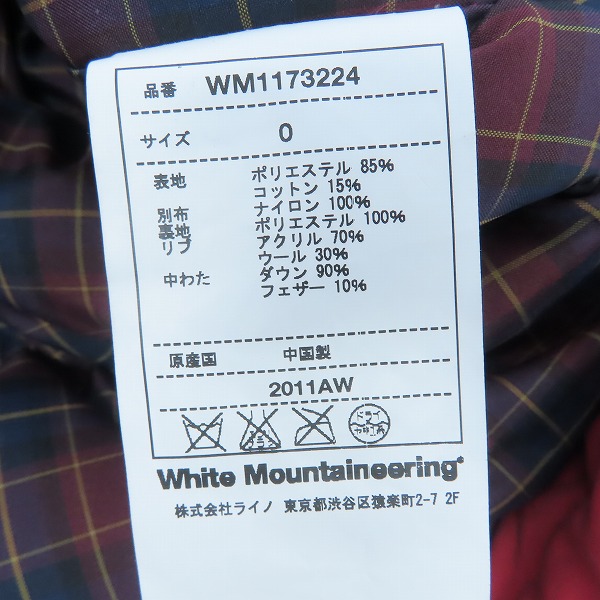 品番 WM1173224
サイズ 0
表地 ポリエステル 85%
コットン 15%
別布 ナイロン 100%
裏地 ポリエステル 100%
リブ アクリル 70%
ウール 30%
中わた ダウン 90%
フェザー 10%
原産国 中国製
2011AW
ドライ
White Mountaineering
株式会社ライノ 東京都渋谷区猿楽町2-7 2F